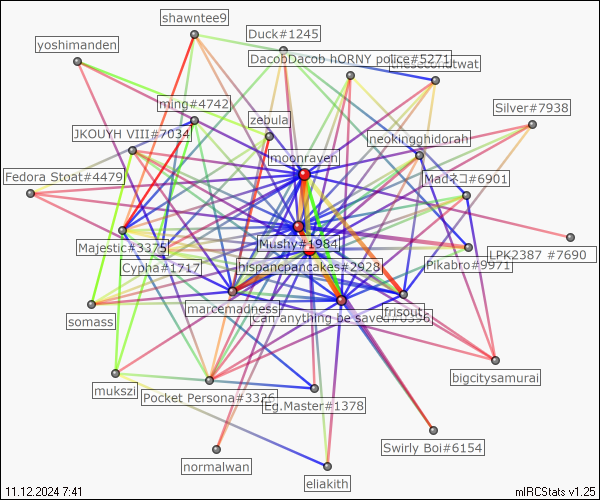 shawntee9
Duck#1245
yoshimanden
DacobDacob hORNY police#5271
ming#4742
Silver#7938
zebula
JKOUYH VIII#7034
neokingghidorah
moonraven
Fedora Stoat#4479
Madネコ#6901
Majestic#3375
Mushy#1984
LPK2387 #7690
Cypha#1717
hispancpancakes#2928
Pikabro#9971
marcemadness
frisout
somass
can anything be saved#6396
bigcitysamurai
mukszi
Pocket Persona#3326
Eg.Master#1378
Swirly Boi#6154
normalwan
eliakith
11.12.2024 7:41
mIRCStats v1.25